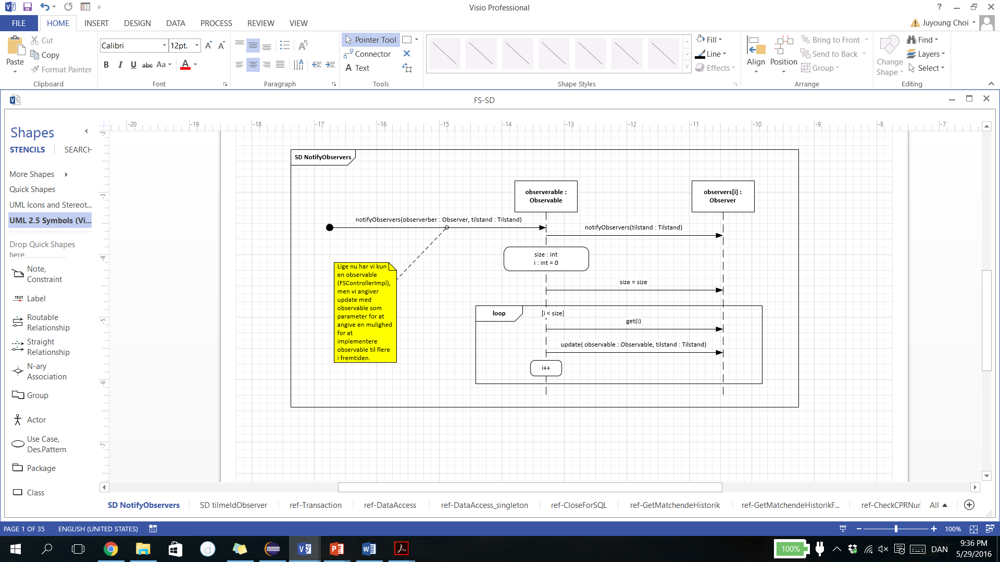 Visio Professional
?
FILE
HOME
INSERT
DESIGN
DATA
PROCESS
REVIEW
VIEW
Juyoung Choi
Paste
Cut
Copy
Format Painter
Clipboard
Calibri
12pt.
A A
B I U abc Aa A
Font
Paragraph
Pointer Tool
Connector
A Text
Tools
Shape Styles
Fill
Line
Effects
Align
Position
Bring to Front
Send to Back
Group
Arrange
Change
Shape
Find
Layers
Select
Editing
FS-SD
Shapes
STENCILS
SEARCH
More Shapes
Quick Shapes
UML Icons and Stereot...
UML 2.5 Symbols (Vi...
Drop Quick Shapes
here
Note,
Constraint
TEXT Label
Routable
Relationship
Straight
Relationship
N-ary
Association
Group
Actor
Use Case,
Des.Pattern
Package
Class
-20 -19 -18 -17 -16 -15 -14 -13 -12 -11 -10 -9 -8 -7
-2
-3
-4
-5
-6
-7
SD NotifyObservers
observerable :
Observable
observers[i] :
Observer
notifyObservers(observerber : Observer, tilstand : Tilstand)
notifyObservers(tilstand : Tilstand)
size : int
i : int = 0
size = size
loop
[i < size]
get(i)
update( observable : Observable, tilstand : Tilstand)
i++
Lige nu har vi kun
en observable
(FSControllerImpl),
men vi angiver
update med
observable som
parameter for at
angive en mulighed
for at
implementere
observable til flere
i fremtiden.
SD NotifyObservers
SD tilmeldObserver
ref-Transaction
ref-DataAccess
ref-DataAccess_singleton
ref-CloseForSQL
ref-GetMatchendeHistorik
ref-GetMatchendeHistorikF...
ref-CheckCPRNur
All
PAGE 1 OF 35
ENGLISH (UNITED STATES)
100%
100%
DAN
9:36 PM
5/29/2016